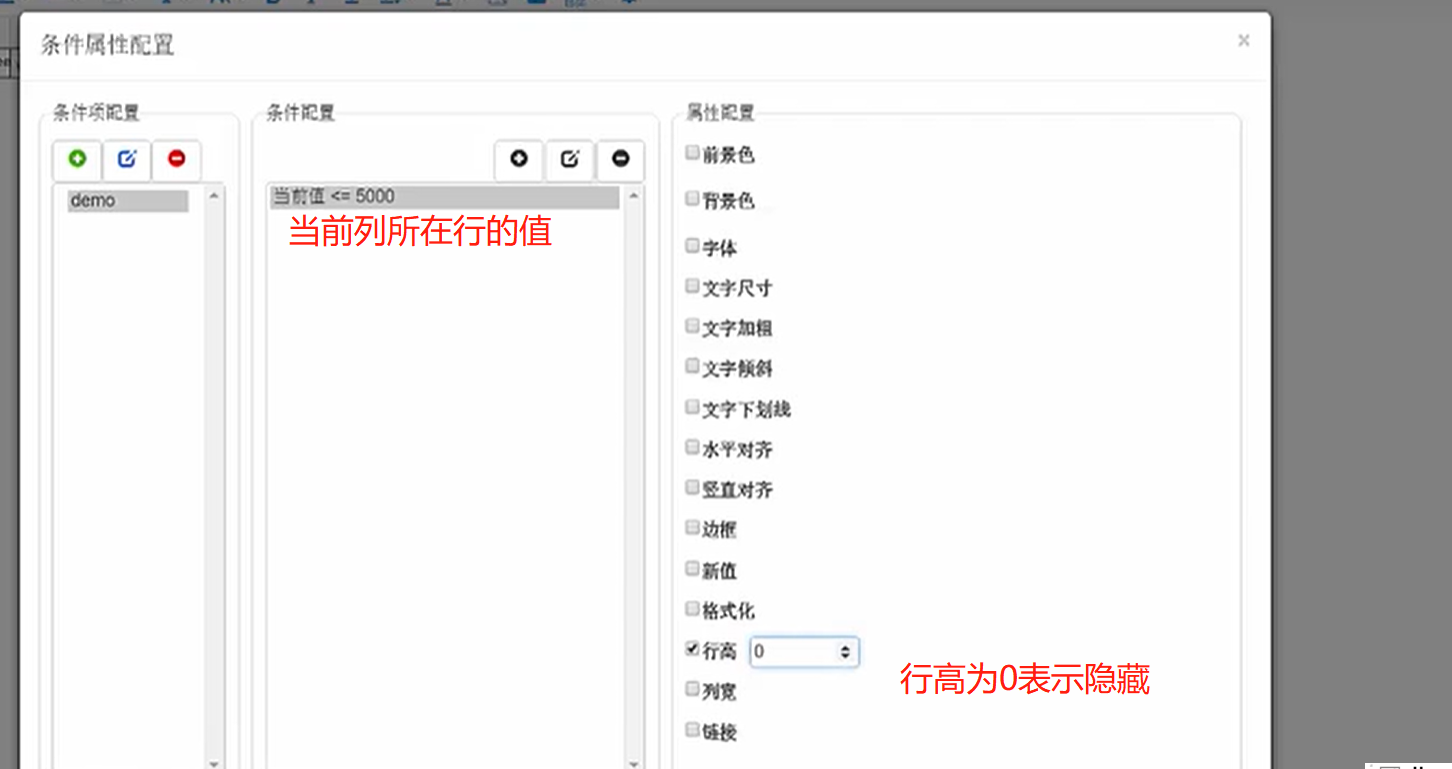 条件属性配置
×
条件项配置
条件配置
属性配置
demo
当前值 <= 5000
当前列所在行的值
前景色
背景色
字体
文字尺寸
文字加粗
文字倾斜
文字下划线
水平对齐
竖直对齐
边框
新值
格式化
行高 0
行高为0表示隐藏
列宽
链接